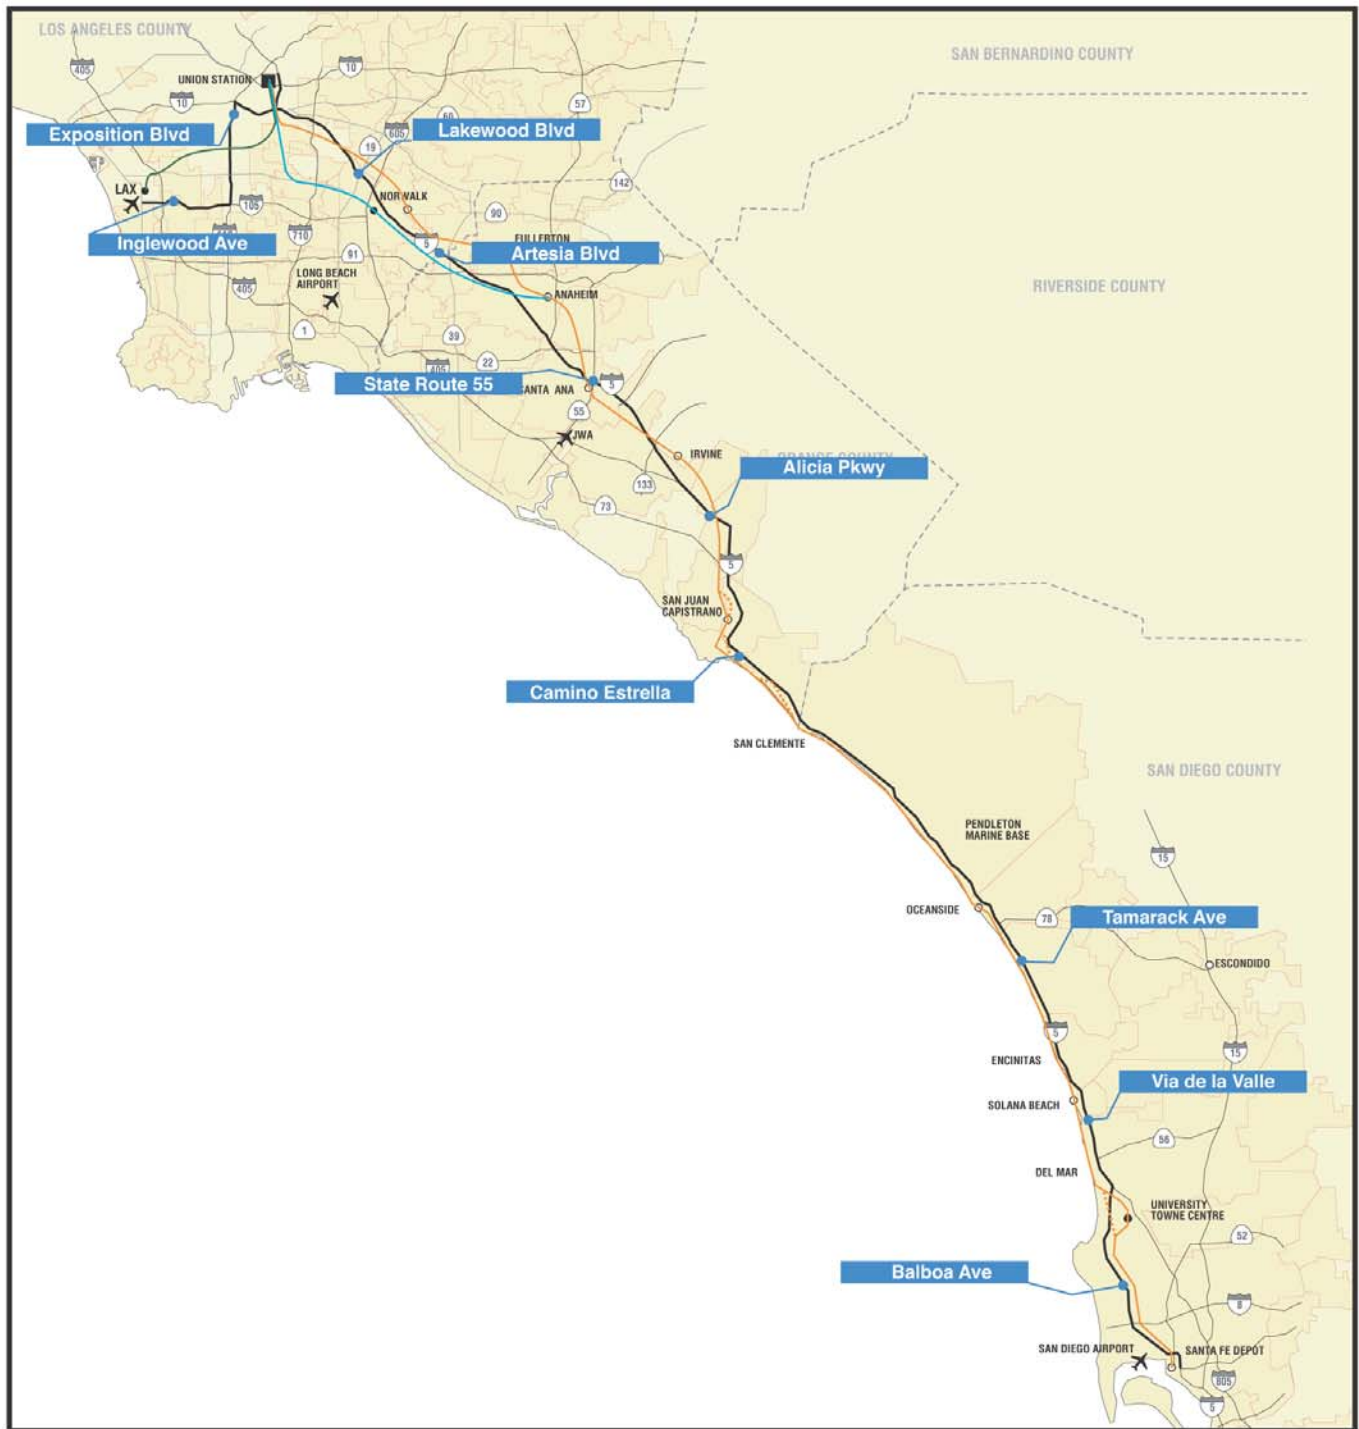 LOS ANGELES COUNTY
SAN BERNARDINO COUNTY
405
UNION STATION
10
10
57
Exposition Blvd
60
605
Lakewood Blvd
19
142
LAX
NORWALK
105
90
Inglewood Ave
710
5
FULLERTON
91
Artesia Blvd
LONG BEACH
AIRPORT
405
ANAHEIM
RIVERSIDE COUNTY
1
39
22
405
State Route 55
SANTA ANA
5
55
JWA
IRVINE
ORANGE COUNTY
Alicia Pkwy
133
73
5
SAN JUAN
CAPISTRANO
Camino Estrella
SAN CLEMENTE
SAN DIEGO COUNTY
PENDLETON
MARINE BASE
15
OCEANSIDE
78
Tamarack Ave
ESCONDIDO
5
ENCINITAS
15
Via de la Valle
SOLANA BEACH
56
DEL MAR
UNIVERSITY
TOWNE CENTRE
52
Balboa Ave
8
SAN DIEGO AIRPORT
SANTA FE DEPOT
805
5